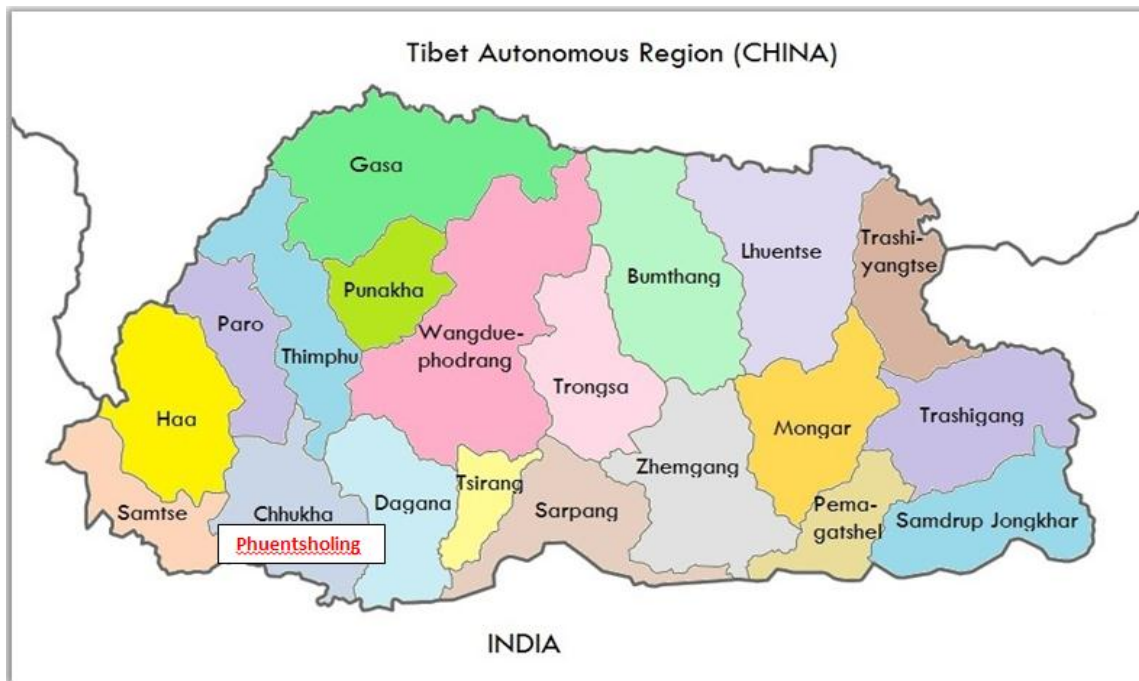 Tibet Autonomous Region (CHINA)
Gasa
Punakha
Paro
Thimphu
Haa
Wangdue-
phodrang
Trongsa
Bumthang
Lhuentse
Trashi-
yangtse
Samtse
Chhukha
Phuentsholing
Dagana
Tsirang
Sarpang
Zhemgang
Mongar
Trashigang
Pema-
gatshel
Samdrup Jongkhar
INDIA